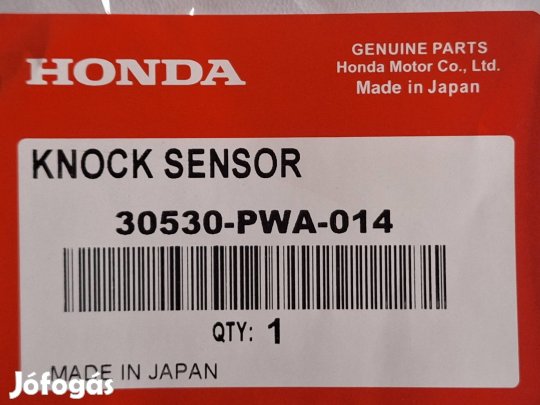 HONDA
GENUINE PARTS
Honda Motor Co., Ltd.
Made in Japan
KNOCK SENSOR
30530-PWA-014
QTY: 1
MADE IN JAPAN
Jófogás